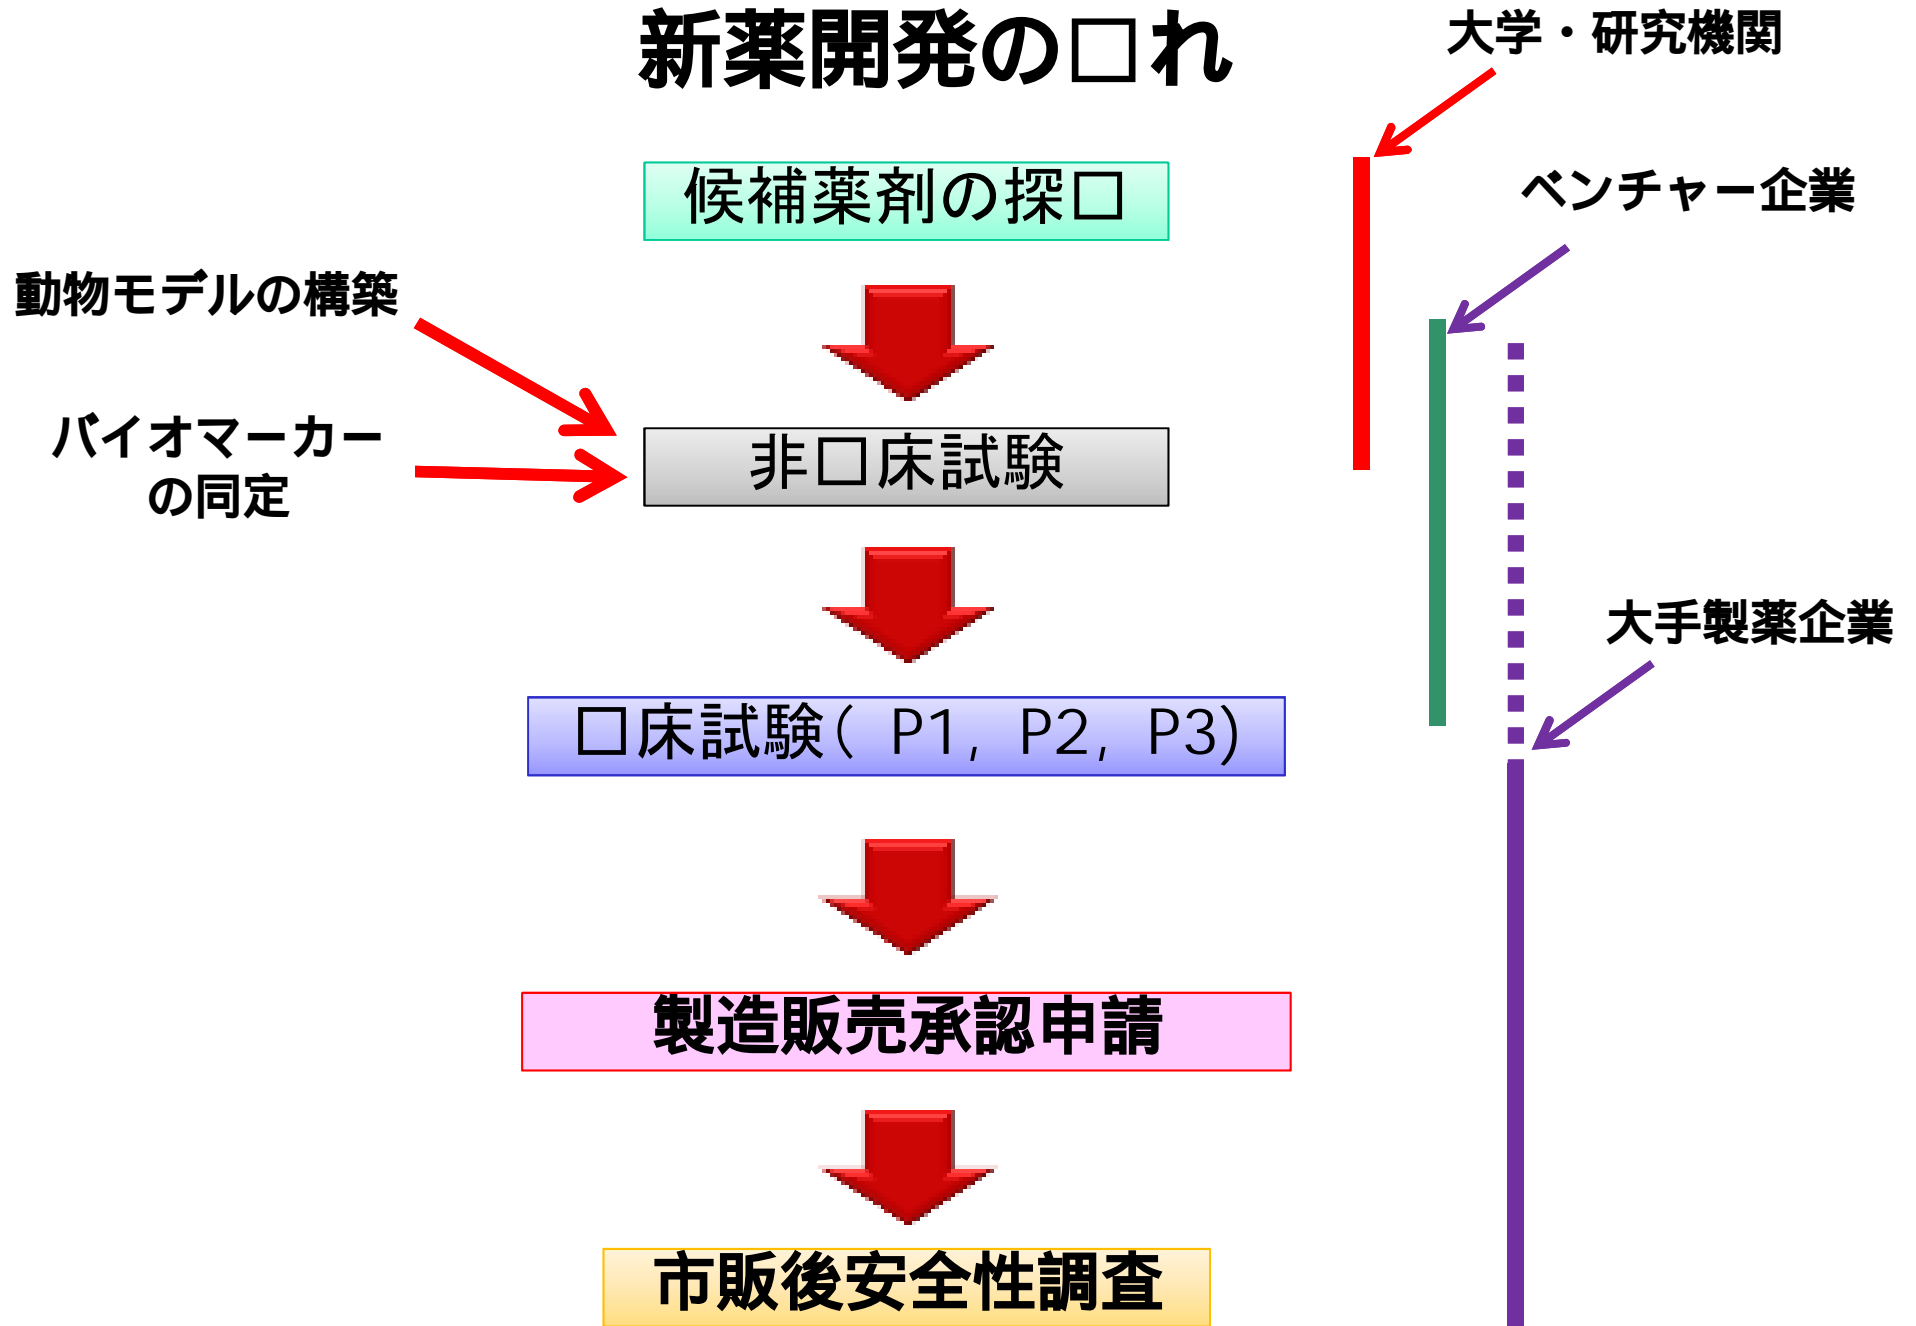 新薬開発の□れ
大学・研究機関
候補薬剤の探□
ベンチャー企業
動物モデルの構築
バイオマーカー
の同定
非□床試験
大手製薬企業
□床試験( P1, P2, P3)
製造販売承認申請
市販後安全性調査